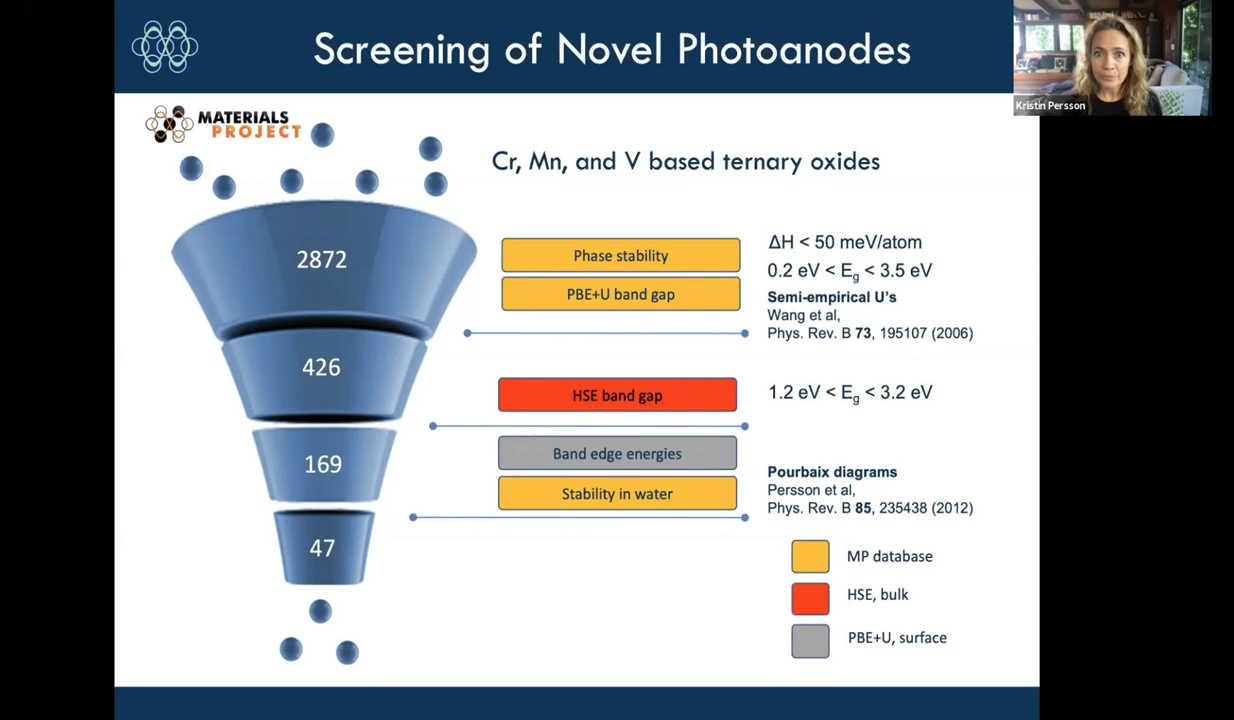 Screening of Novel Photoanodes
Kristin Persson
MATERIALS
PROJECT
Cr, Mn, and V based ternary oxides
2872
Phase stability
PBE+U band gap
ΔH < 50 meV/atom
0.2 eV < Eg < 3.5 eV
Semi-empirical U's
Wang et al,
Phys. Rev. B 73, 195107 (2006)
426
HSE band gap
1.2 eV < Eg < 3.2 eV
169
Band edge energies
Stability in water
Pourbaix diagrams
Persson et al,
Phys. Rev. B 85, 235438 (2012)
47
MP database
HSE, bulk
PBE+U, surface